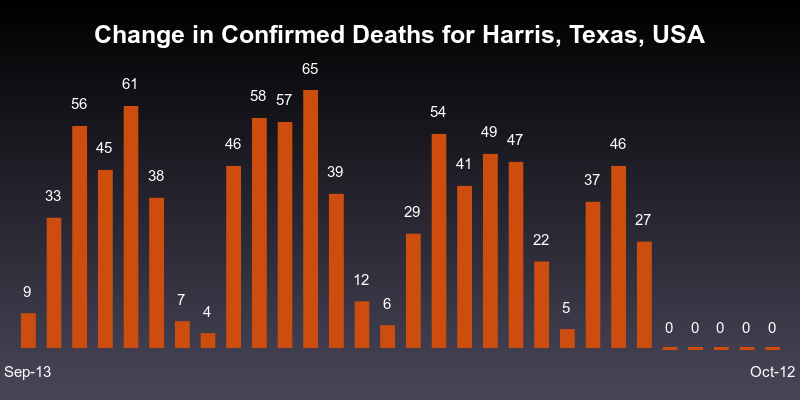 Change in Confirmed Deaths for Harris, Texas, USA
9 33 56 45 61 38 7 4 46 58 57 65 39 12 6 29 54 41 49 47 22 5 37 46 27 0 0 0 0 0
Sep-13 Oct-12